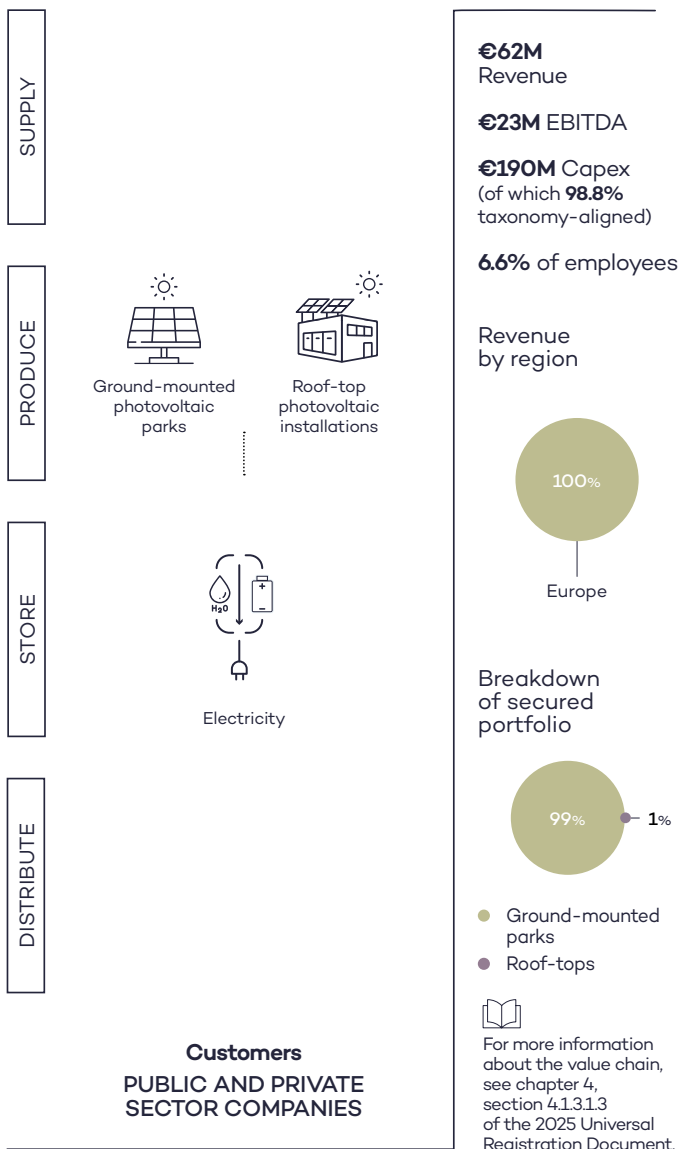 SUPPLY
PRODUCE
Ground-mounted
photovoltaic
parks
Roof-top
photovoltaic
installations
STORE
H₂O
+
–
Electricity
DISTRIBUTE
Customers
PUBLIC AND PRIVATE
SECTOR COMPANIES
€62M
Revenue
€23M EBITDA
€190M Capex
(of which 98.8%
taxonomy-aligned)
6.6% of employees
Revenue
by region
100%
Europe
Breakdown
of secured
portfolio
99%
1%
Ground-mounted
parks
Roof-tops
For more information
about the value chain,
see chapter 4,
section 4.1.3.1.3
of the 2025 Universal
Registration Document.